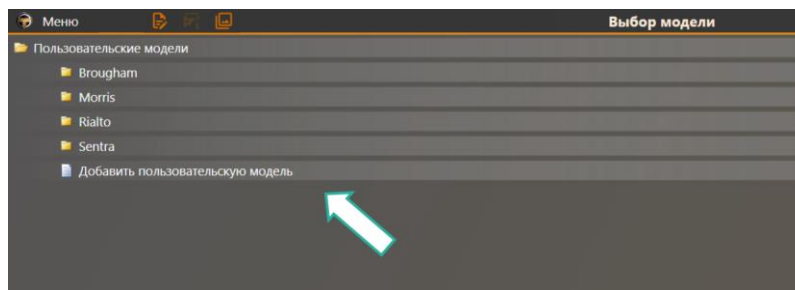 Меню
Выбор модели
Пользовательские модели
Brougham
Morris
Rialto
Sentra
Добавить пользовательскую модель